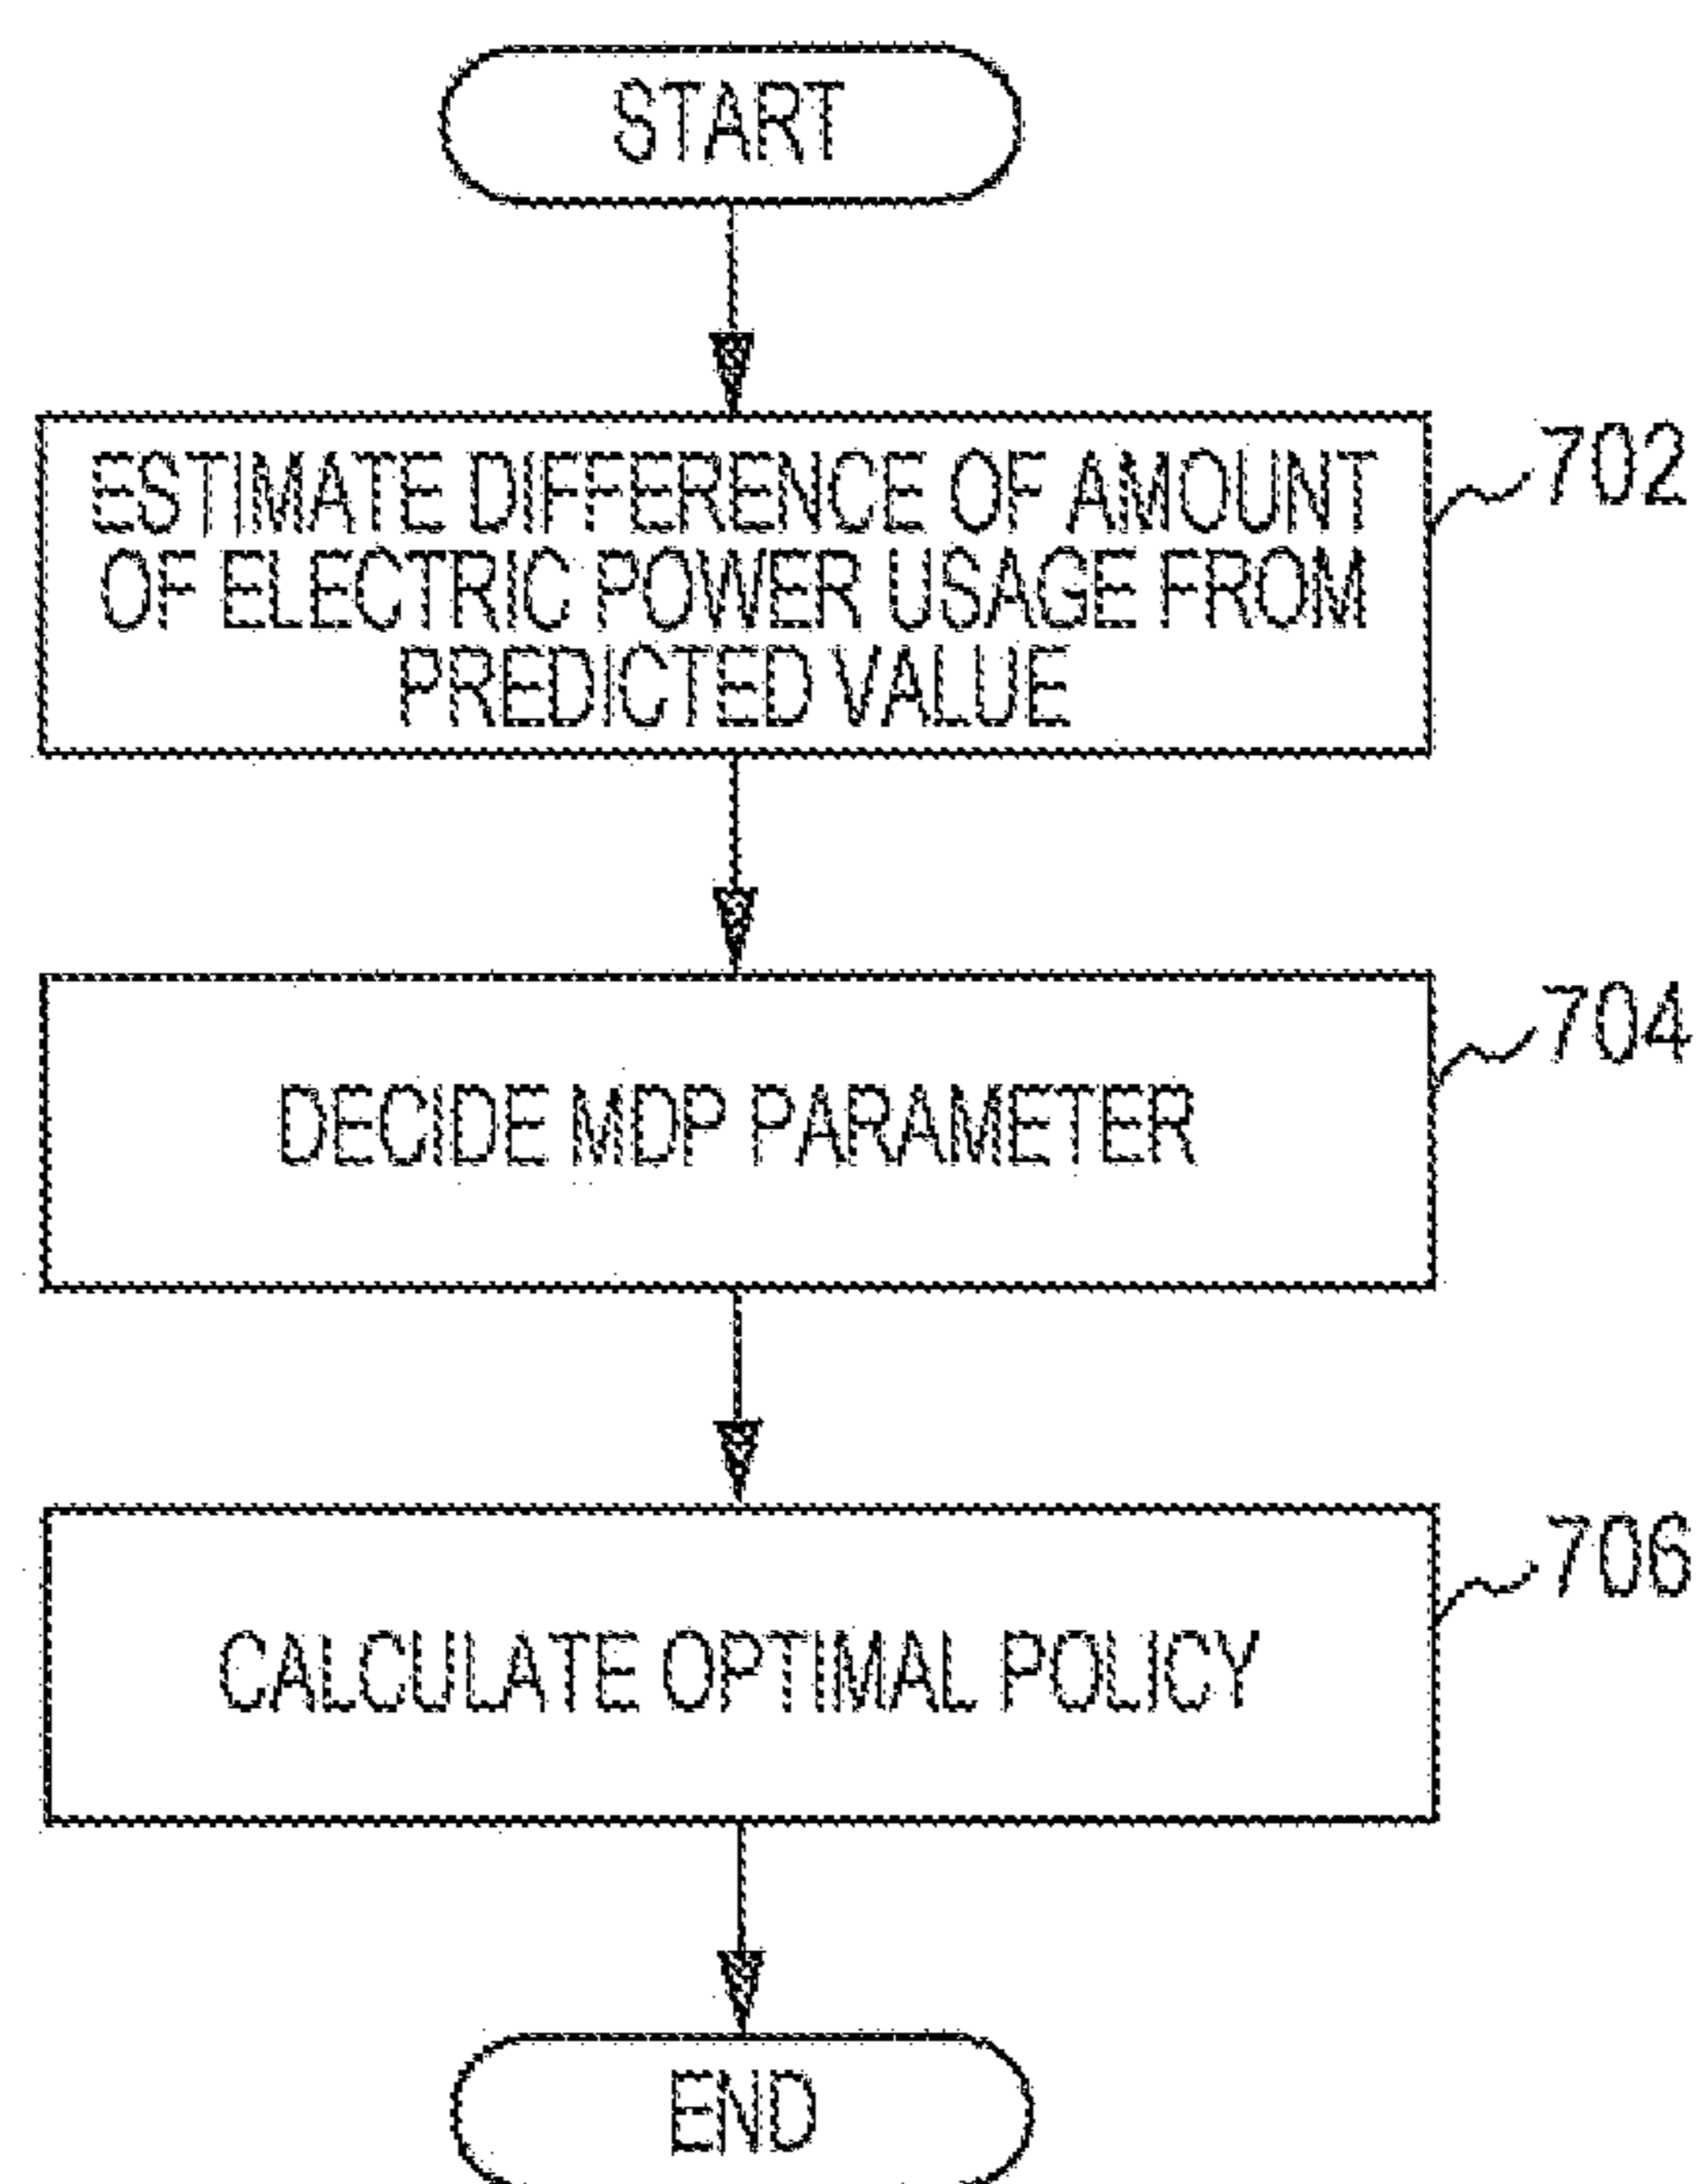 START
ESTIMATE DIFFERENCE OF AMOUNT
OF ELECTRIC POWER USAGE FROM
PREDICTED VALUE
702
DECIDE MDP PARAMETER
704
CALCULATE OPTIMAL POLICY
706
END